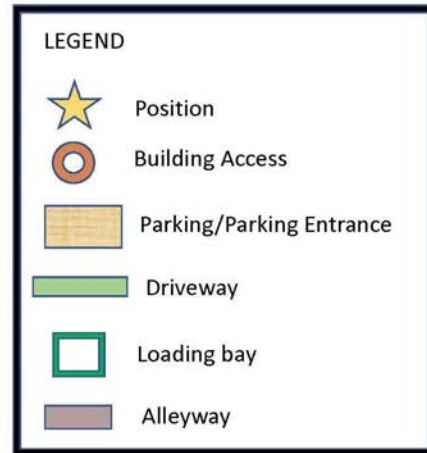 LEGEND
Position
Building Access
Parking/Parking Entrance
Driveway
Loading bay
Alleyway